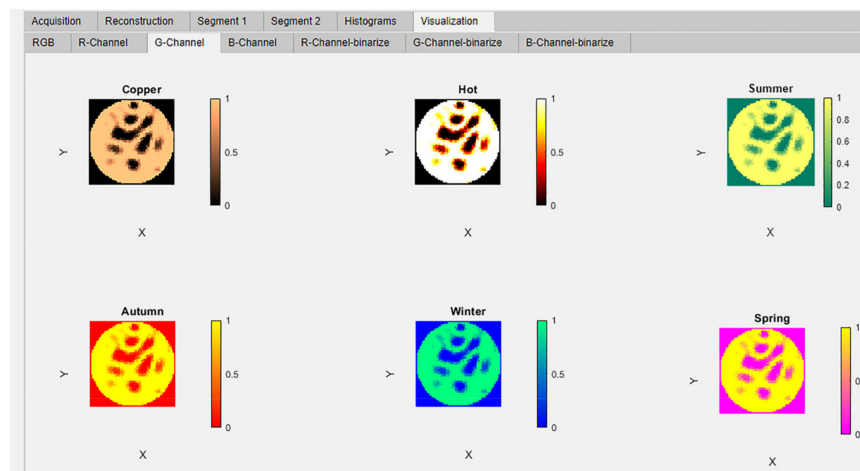 Acquisition Reconstruction Segment 1 Segment 2 Histograms Visualization
RGB R-Channel G-Channel B-Channel R-Channel-binarize G-Channel-binarize B-Channel-binarize
Copper Hot Summer
1 1 1
0.8
Y 0.5 Y 0.5 Y 0.6
0.4
0.2
0 0 0
X X X
Autumn Winter Spring
1 1 1
Y 0.5 Y 0.5 Y 0
0 0 0
X X X